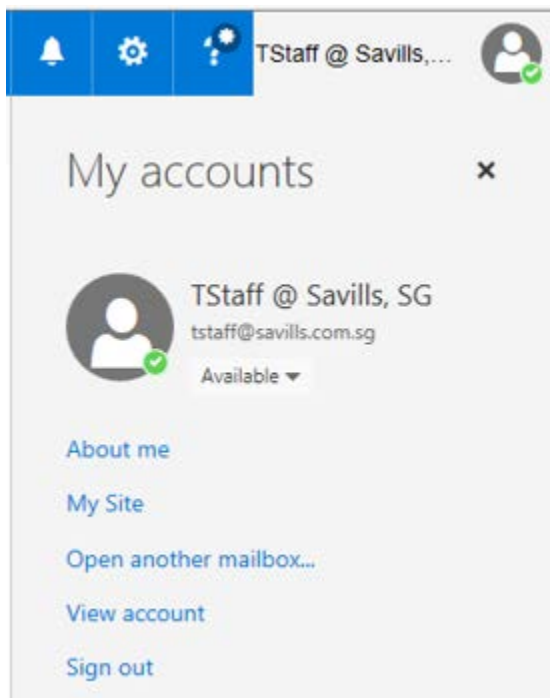 TStaff @ Savills,...
My accounts
TStaff @ Savills, SG
tstaff@savills.com.sg
Available
About me
My Site
Open another mailbox...
View account
Sign out